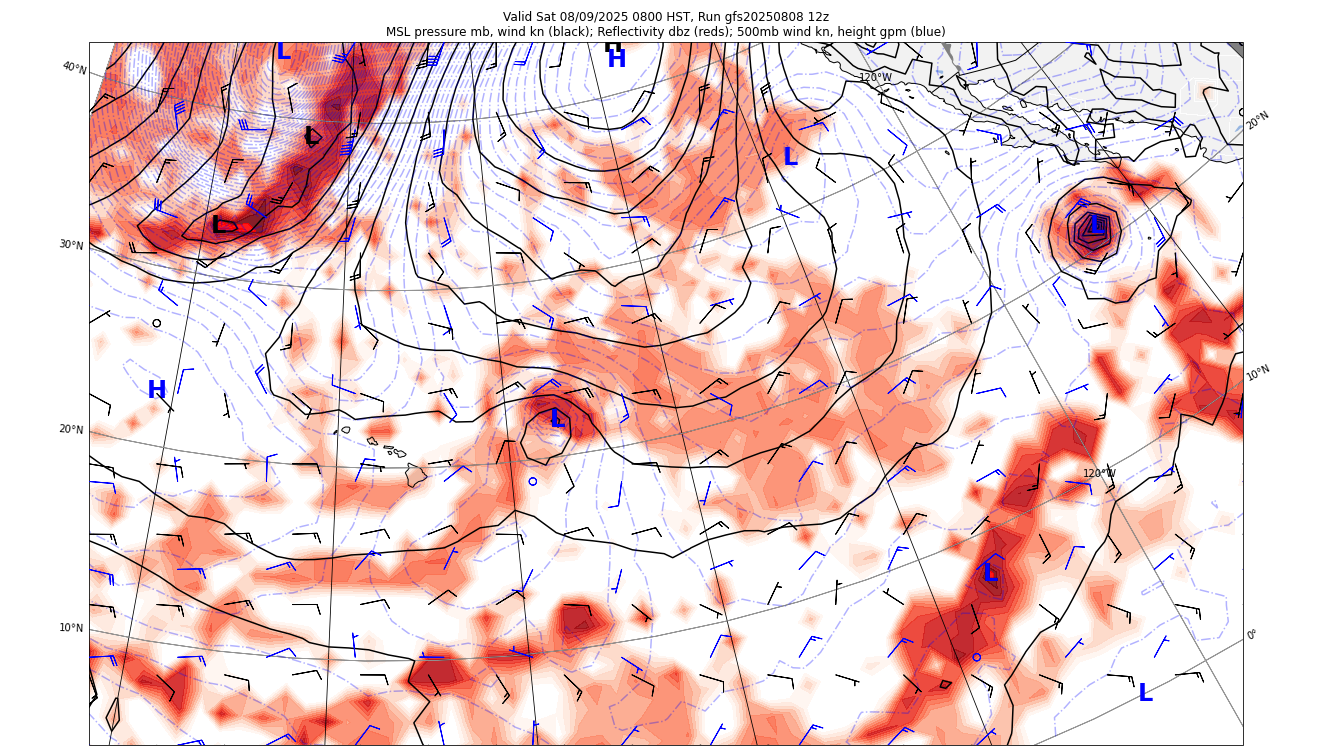 Valid Sat 08/09/2025 0800 HST, Run gfs20250808 12z
MSL pressure mb, wind kn (black); Reflectivity dbz (reds); 500mb wind kn, height gpm (blue)
L
H
H
40°N
120°W
20°N
L
L
L
L
30°N
H
10°N
L
20°N
120°W
L
10°N
0°
L